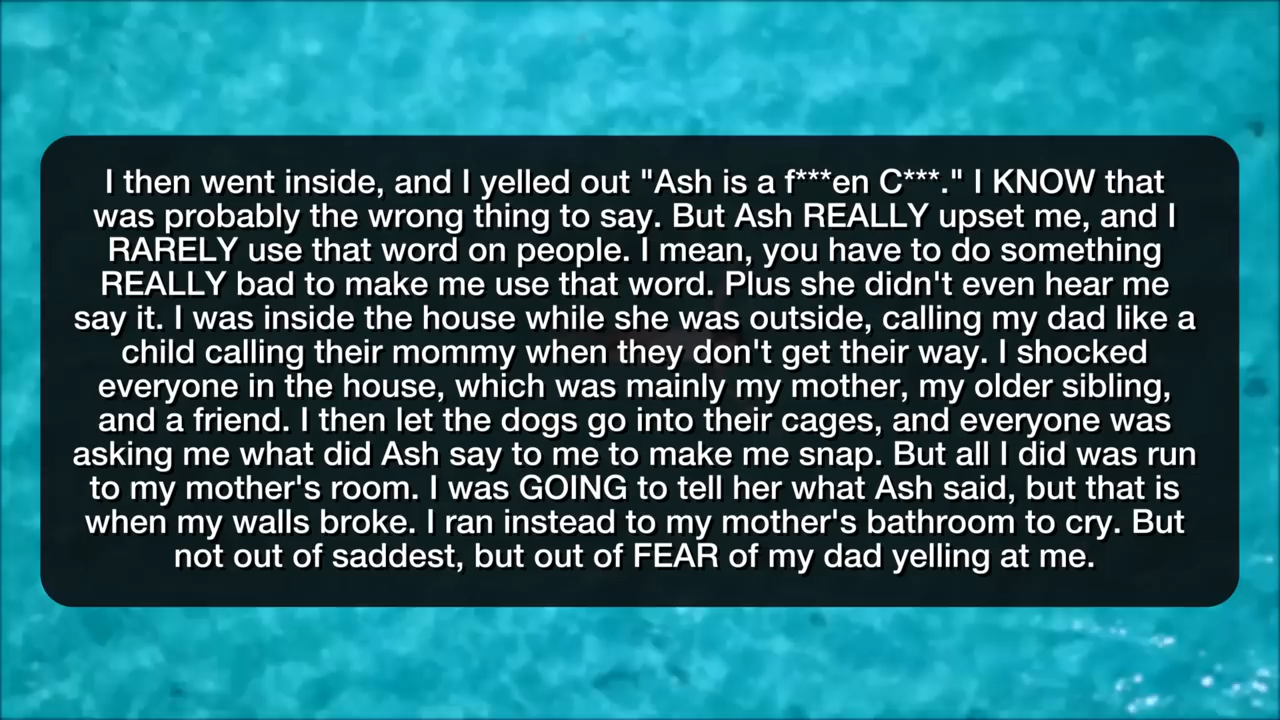 I then went inside, and I yelled out "Ash is a f***en C***." I KNOW that
was probably the wrong thing to say. But Ash REALLY upset me, and I
RARELY use that word on people. I mean, you have to do something
REALLY bad to make me use that word. Plus she didn't even hear me
say it. I was inside the house while she was outside, calling my dad like a
child calling their mommy when they don't get their way. I shocked
everyone in the house, which was mainly my mother, my older sibling,
and a friend. I then let the dogs go into their cages, and everyone was
asking me what did Ash say to me to make me snap. But all I did was run
to my mother's room. I was GOING to tell her what Ash said, but that is
when my walls broke. I ran instead to my mother's bathroom to cry. But
not out of saddest, but out of FEAR of my dad yelling at me.